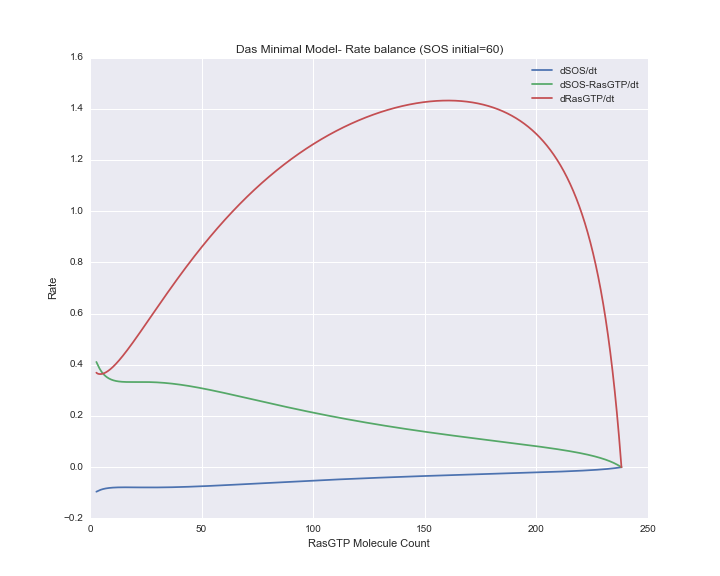 Das Minimal Model- Rate balance (SOS initial=60)
1.6
1.4
1.2
1.0
0.8
0.6
0.4
0.2
0.0
−0.2
Rate
dSOS/dt
dSOS-RasGTP/dt
dRasGTP/dt
0 50 100 150 200 250
RasGTP Molecule Count